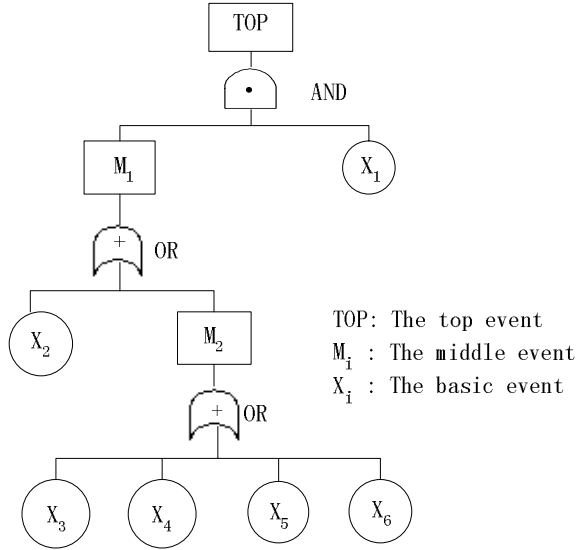 TOP
AND
M1
X1
+
OR
X2
M2
TOP: The top event
Mi : The middle event
Xi : The basic event
+
OR
X3
X4
X5
X6